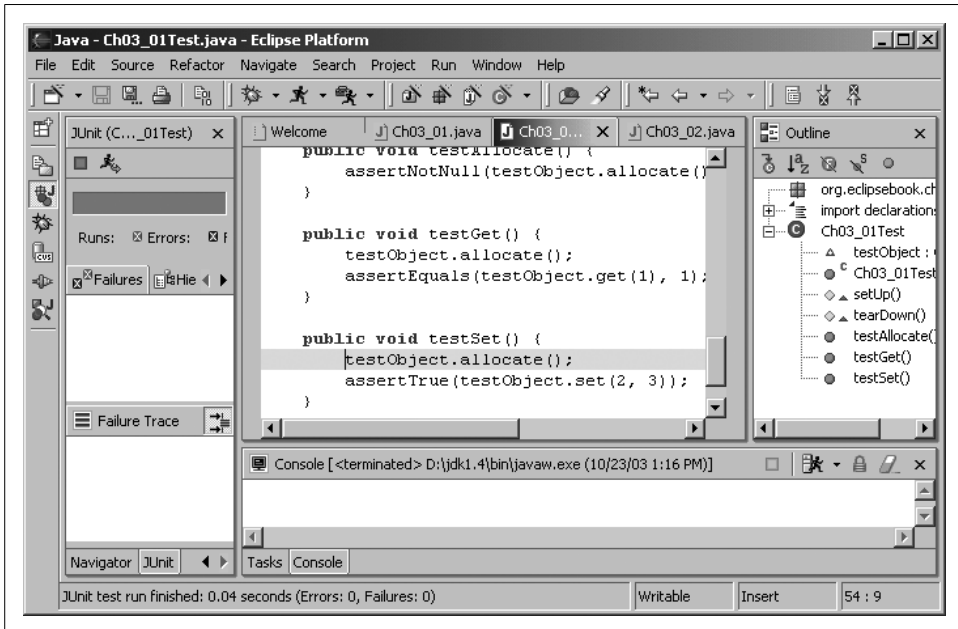 Java - Ch03_01Test.java - Eclipse Platform
File Edit Source Refactor Navigate Search Project Run Window Help
JUnit (C..._01Test)
Runs: Errors: F
Failures Hie
Failure Trace
Navigator JUnit
Welcome Ch03_01.java Ch03_0... Ch03_02.java
public void testAllocate() {
assertNotNull(testObject.allocate()
}
public void testGet() {
testObject.allocate();
assertEquals(testObject.get(1), 1);
}
public void testSet() {
testObject.allocate();
assertTrue(testObject.set(2, 3));
}
Outline
org.eclipsebook.ch
import declarations
Ch03_01Test
testObject :
Ch03_01Test
setUp()
tearDown()
testAllocate()
testGet()
testSet()
Console [<terminated> D:\jdk1.4\bin\javaw.exe (10/23/03 1:16 PM)]
Tasks Console
JUnit test run finished: 0.04 seconds (Errors: 0, Failures: 0) Writable Insert 54 : 9